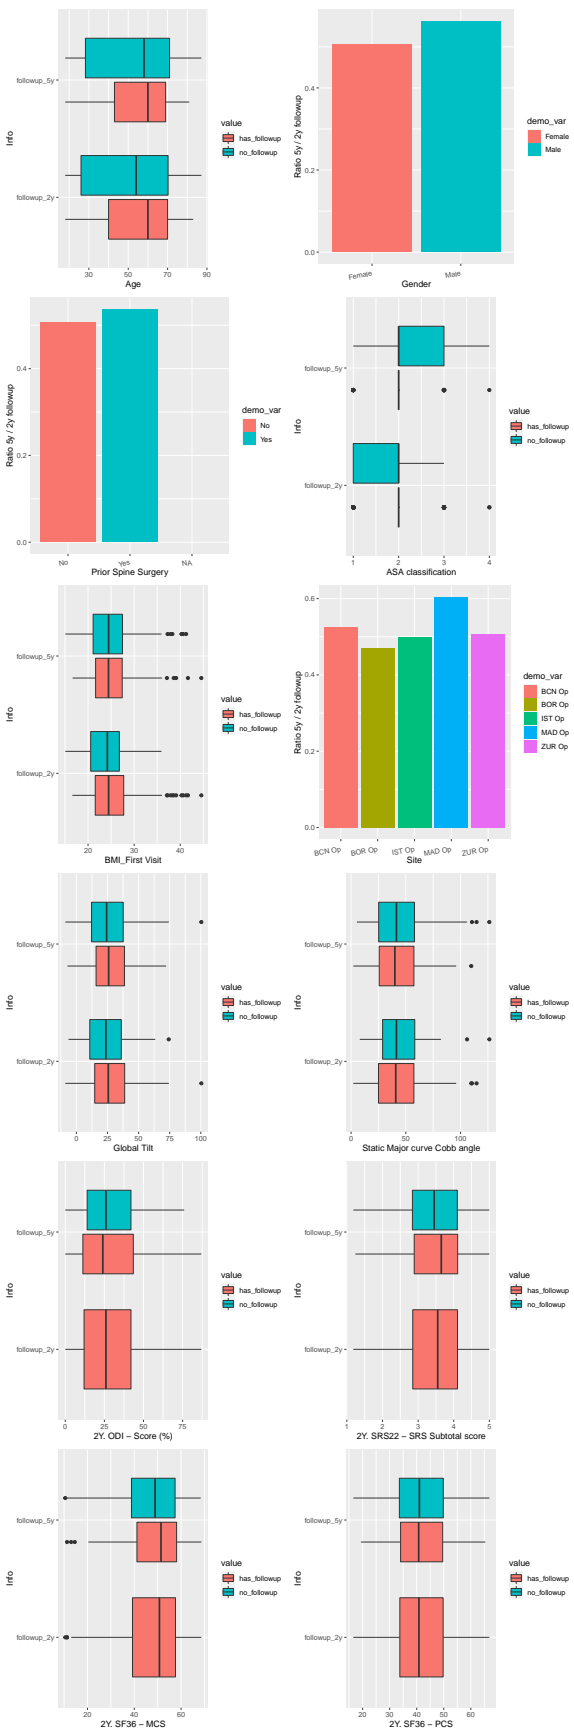 followup_5y
followup_2y
Info
30 50 70 90
Age
value
has_followup
no_followup
Ratio 5y / 2y followup
0.4
0.2
0.0
Female Male
Gender
demo_var
Female
Male
Ratio 5y / 2y followup
0.4
0.2
0.0
No Yes NA
Prior Spine Surgery
demo_var
No
Yes
followup_5y
followup_2y
Info
1 2 3 4
ASA classification
value
has_followup
no_followup
followup_5y
followup_2y
Info
20 30 40
BMI_First Visit
value
has_followup
no_followup
Ratio 5y / 2y followup
0.6
0.4
0.2
0.0
BCN Op BOR Op IST Op MAD Op ZUR Op
Site
demo_var
BCN Op
BOR Op
IST Op
MAD Op
ZUR Op
followup_5y
followup_2y
Info
0 25 50 75 100
Global Tilt
value
has_followup
no_followup
followup_5y
followup_2y
Info
0 50 100
Static Major curve Cobb angle
value
has_followup
no_followup
followup_5y
followup_2y
Info
0 25 50 75
2Y. ODI – Score (%)
value
has_followup
no_followup
followup_5y
followup_2y
Info
1 2 3 4 5
2Y. SRS22 – SRS Subtotal score
value
has_followup
no_followup
followup_5y
followup_2y
Info
20 40 60
2Y. SF36 – MCS
value
has_followup
no_followup
followup_5y
followup_2y
Info
20 30 40 50 60
2Y. SF36 – PCS
value
has_followup
no_followup